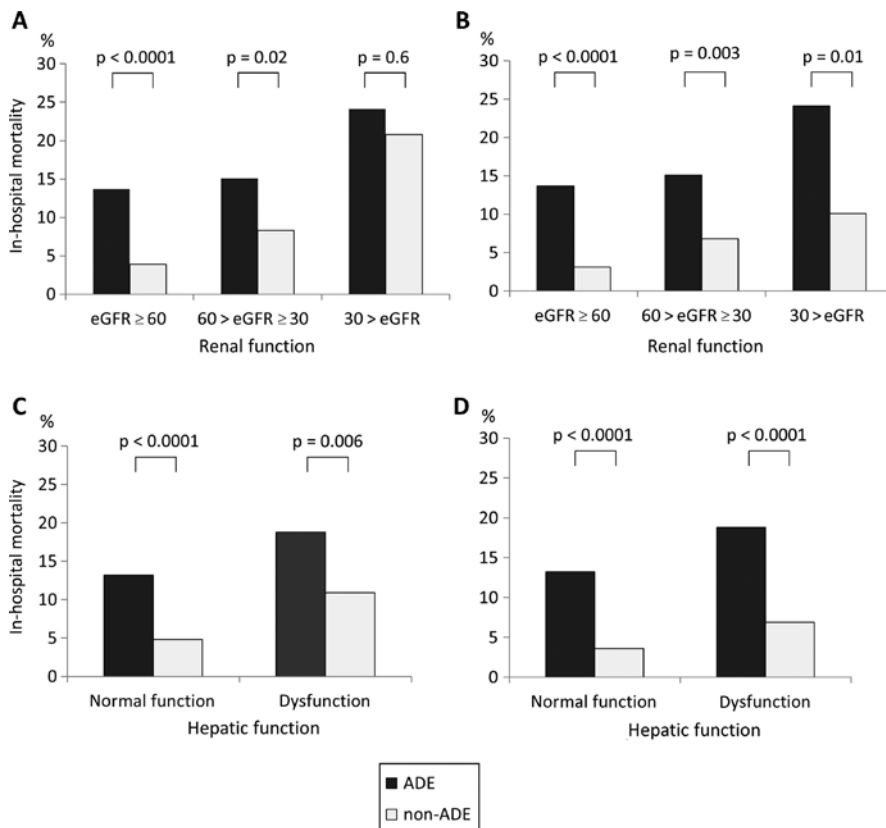 A
%
p < 0.0001
p = 0.02
p = 0.6
30
25
20
15
10
5
0
In-hospital mortality
eGFR ≥ 60
60 > eGFR ≥ 30
30 > eGFR
Renal function
B
%
p < 0.0001
p = 0.003
p = 0.01
30
25
20
15
10
5
0
eGFR ≥ 60
60 > eGFR ≥ 30
30 > eGFR
Renal function
C
%
p < 0.0001
p = 0.006
30
25
20
15
10
5
0
In-hospital mortality
Normal function
Dysfunction
Hepatic function
D
%
p < 0.0001
p < 0.0001
30
25
20
15
10
5
0
Normal function
Dysfunction
Hepatic function
ADE
non-ADE